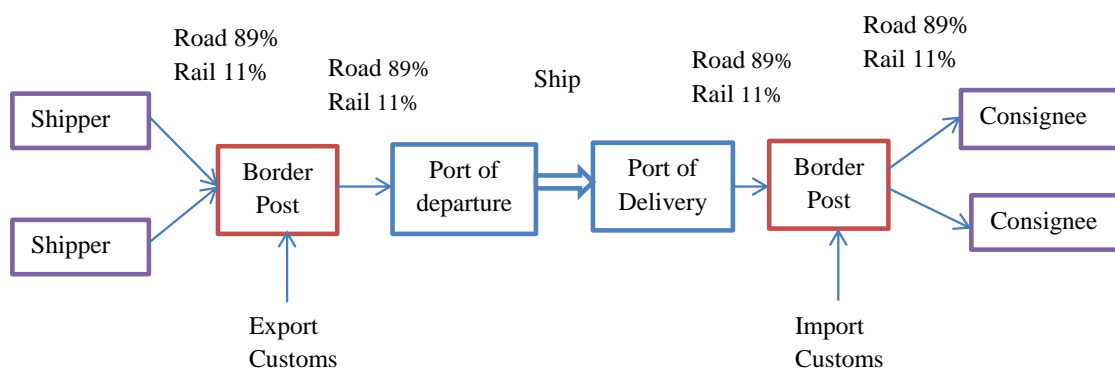 Road 89%
Rail 11%
Road 89%
Rail 11%
Ship
Road 89%
Rail 11%
Road 89%
Rail 11%
Shipper
Shipper
Border
Post
Port of
departure
Port of
Delivery
Border
Post
Consignee
Consignee
Export
Customs
Import
Customs